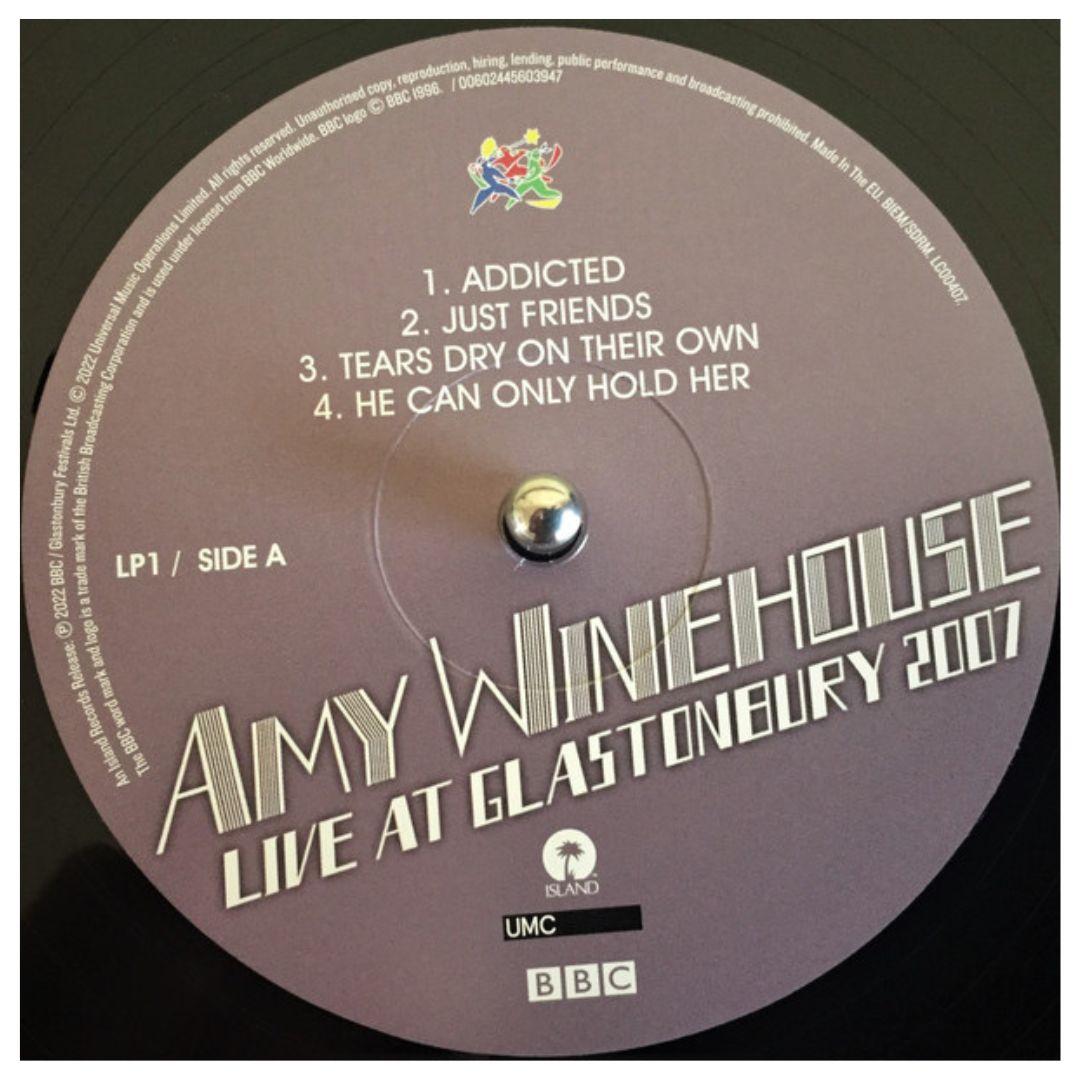 An Island Records Release: ℗ 2022 BBC / Glastonbury Festivals Ltd. © 2022 Universal Music Operations Limited. All rights reserved. Unauthorised copy, reproduction, hiring, lending, public performance and broadcasting prohibited. Made In The EU. BIEM/SDRM. LC00407.
The BBC word mark and logo is a trade mark of the British Broadcasting Corporation and is used under license from BBC Worldwide. BBC logo © BBC 1996. / 00602445603947
1. ADDICTED
2. JUST FRIENDS
3. TEARS DRY ON THEIR OWN
4. HE CAN ONLY HOLD HER
LP1 / SIDE A
AMY WINEHOUSE
LIVE AT GLASTONBURY 2007
ISLAND
UMC
BBC